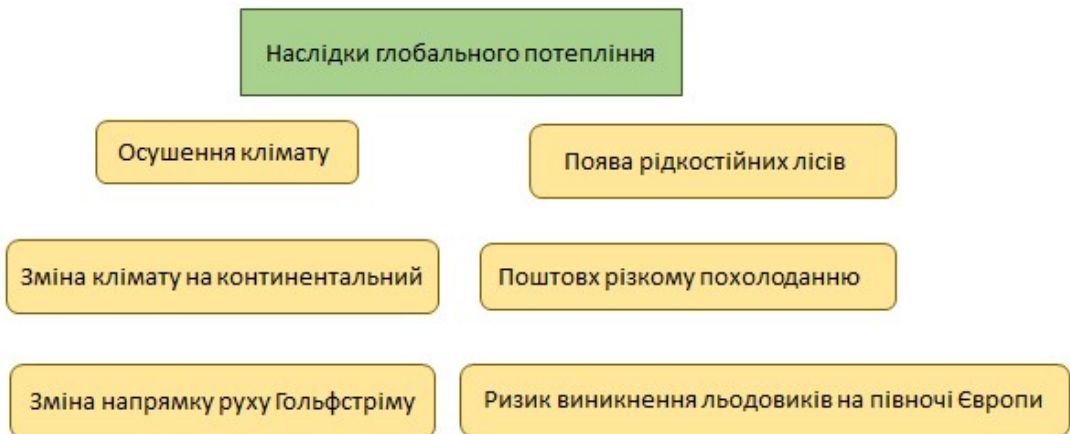 Наслідки глобального потепління
Осушення клімату
Поява рідкостійних лісів
Зміна клімату на континентальний
Поштовх різкому похолоданню
Зміна напрямку руху Гольфстріму
Ризик виникнення льодовиків на півночі Європи